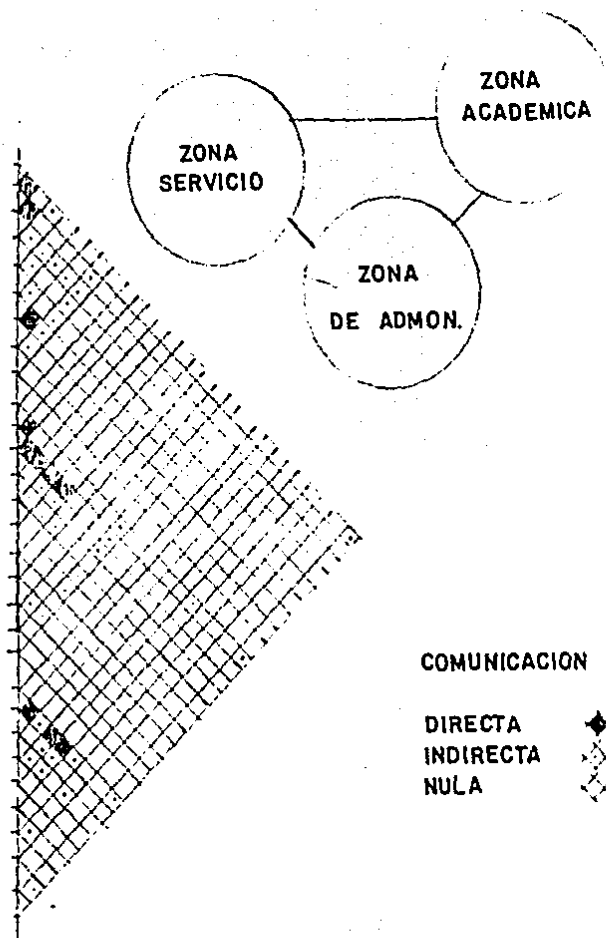 ZONA
ACADEMICA
ZONA
SERVICIO
ZONA
DE ADMON.
COMUNICACION
DIRECTA
INDIRECTA
NULA